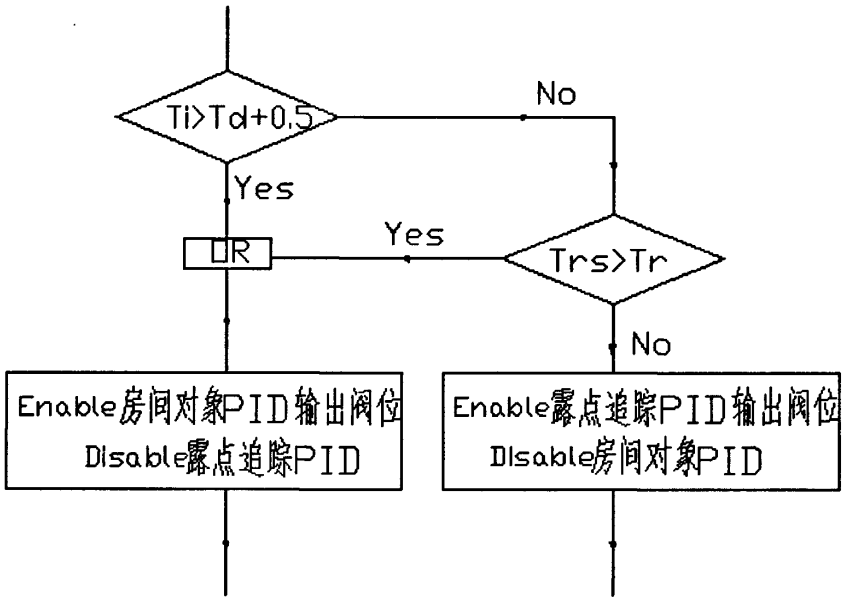 Ti>Td+0.5
No
Yes
OR
Yes
Trs>Tr
No
Enable房间对象PID输出阀位
Disable露点追踪PID
Enable露点追踪PID输出阀位
Disable房间对象PID